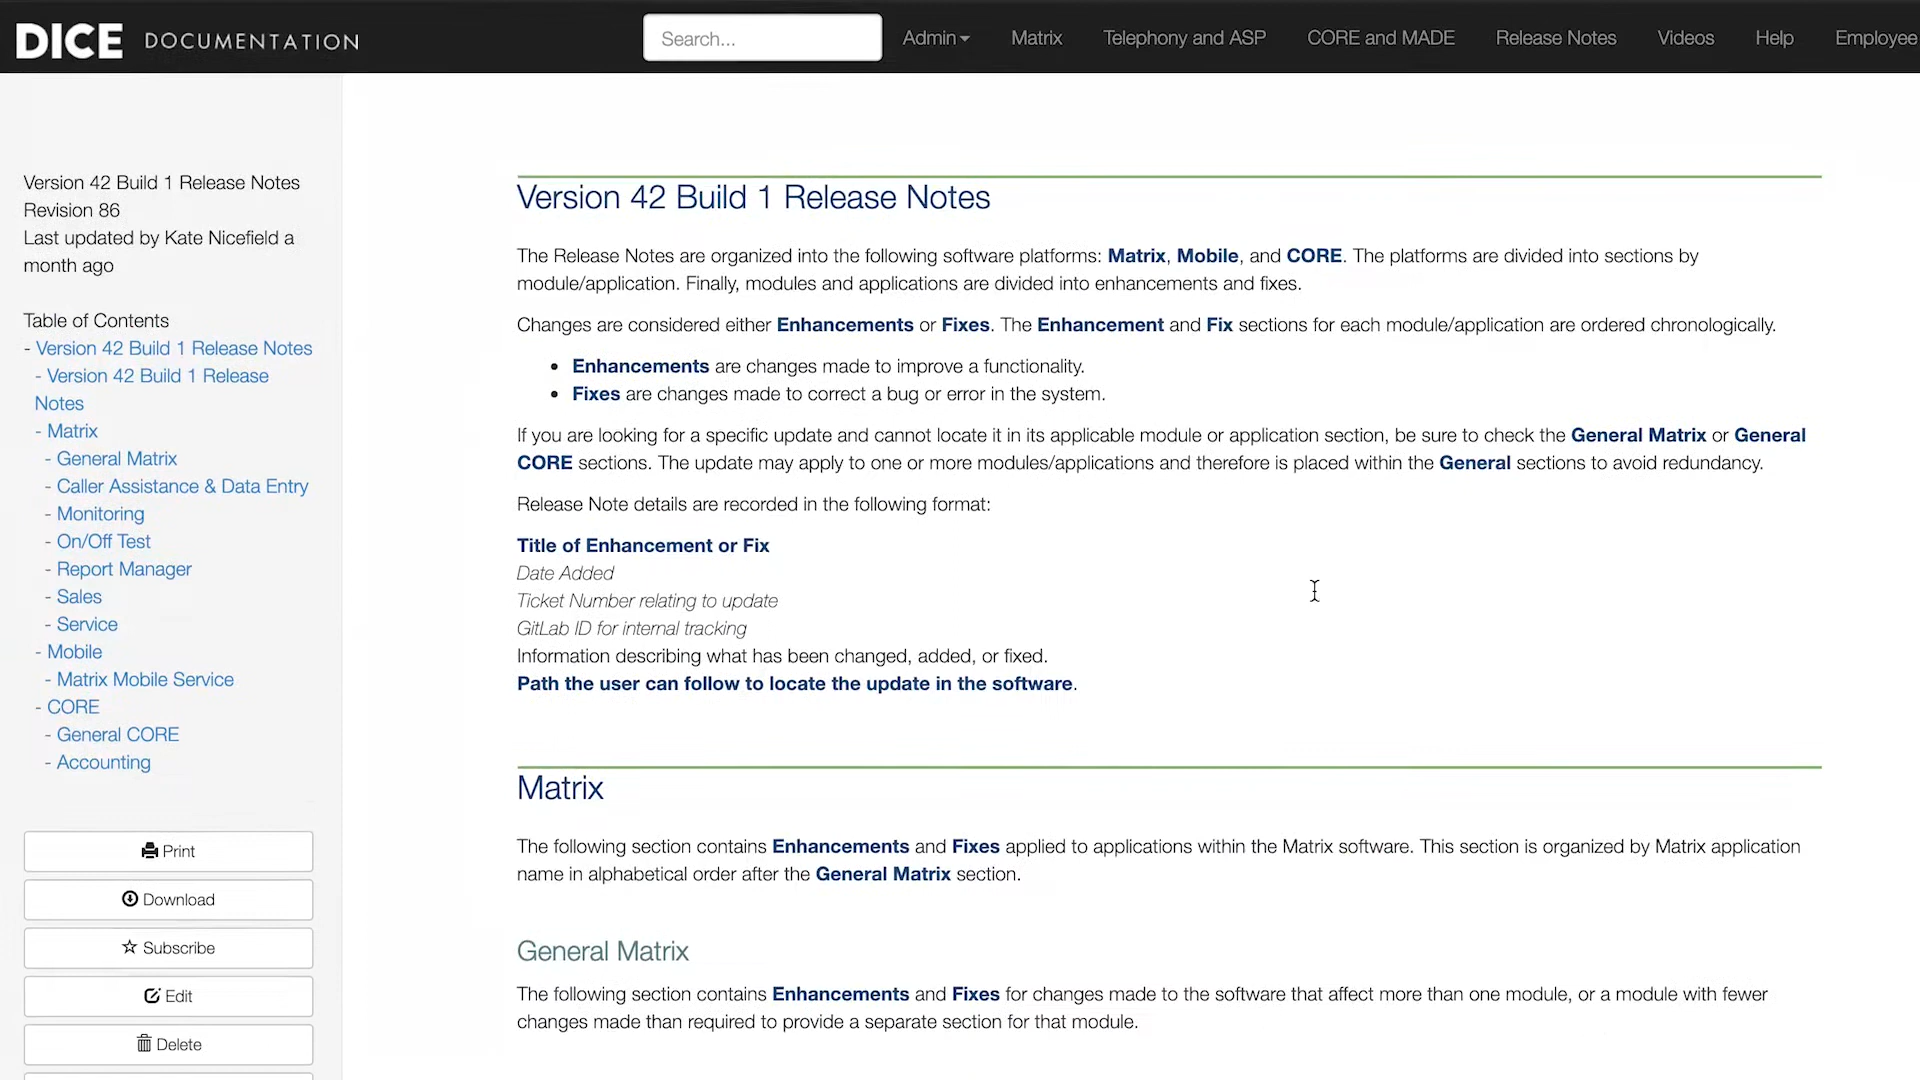 DICE DOCUMENTATION
Search...
Admin
Matrix
Telephony and ASP
CORE and MADE
Release Notes
Videos
Help
Employee
Version 42 Build 1 Release Notes
Revision 86
Last updated by Kate Nicefield a
month ago
Table of Contents
- Version 42 Build 1 Release Notes
- Version 42 Build 1 Release
Notes
- Matrix
- General Matrix
- Caller Assistance & Data Entry
- Monitoring
- On/Off Test
- Report Manager
- Sales
- Service
- Mobile
- Matrix Mobile Service
- CORE
- General CORE
- Accounting
Print
Download
Subscribe
Edit
Delete
Version 42 Build 1 Release Notes
The Release Notes are organized into the following software platforms: Matrix, Mobile, and CORE. The platforms are divided into sections by
module/application. Finally, modules and applications are divided into enhancements and fixes.
Changes are considered either Enhancements or Fixes. The Enhancement and Fix sections for each module/application are ordered chronologically.
• Enhancements are changes made to improve a functionality.
• Fixes are changes made to correct a bug or error in the system.
If you are looking for a specific update and cannot locate it in its applicable module or application section, be sure to check the General Matrix or General
CORE sections. The update may apply to one or more modules/applications and therefore is placed within the General sections to avoid redundancy.
Release Note details are recorded in the following format:
Title of Enhancement or Fix
Date Added
Ticket Number relating to update
GitLab ID for internal tracking
Information describing what has been changed, added, or fixed.
Path the user can follow to locate the update in the software.
Matrix
The following section contains Enhancements and Fixes applied to applications within the Matrix software. This section is organized by Matrix application
name in alphabetical order after the General Matrix section.
General Matrix
The following section contains Enhancements and Fixes for changes made to the software that affect more than one module, or a module with fewer
changes made than required to provide a separate section for that module.